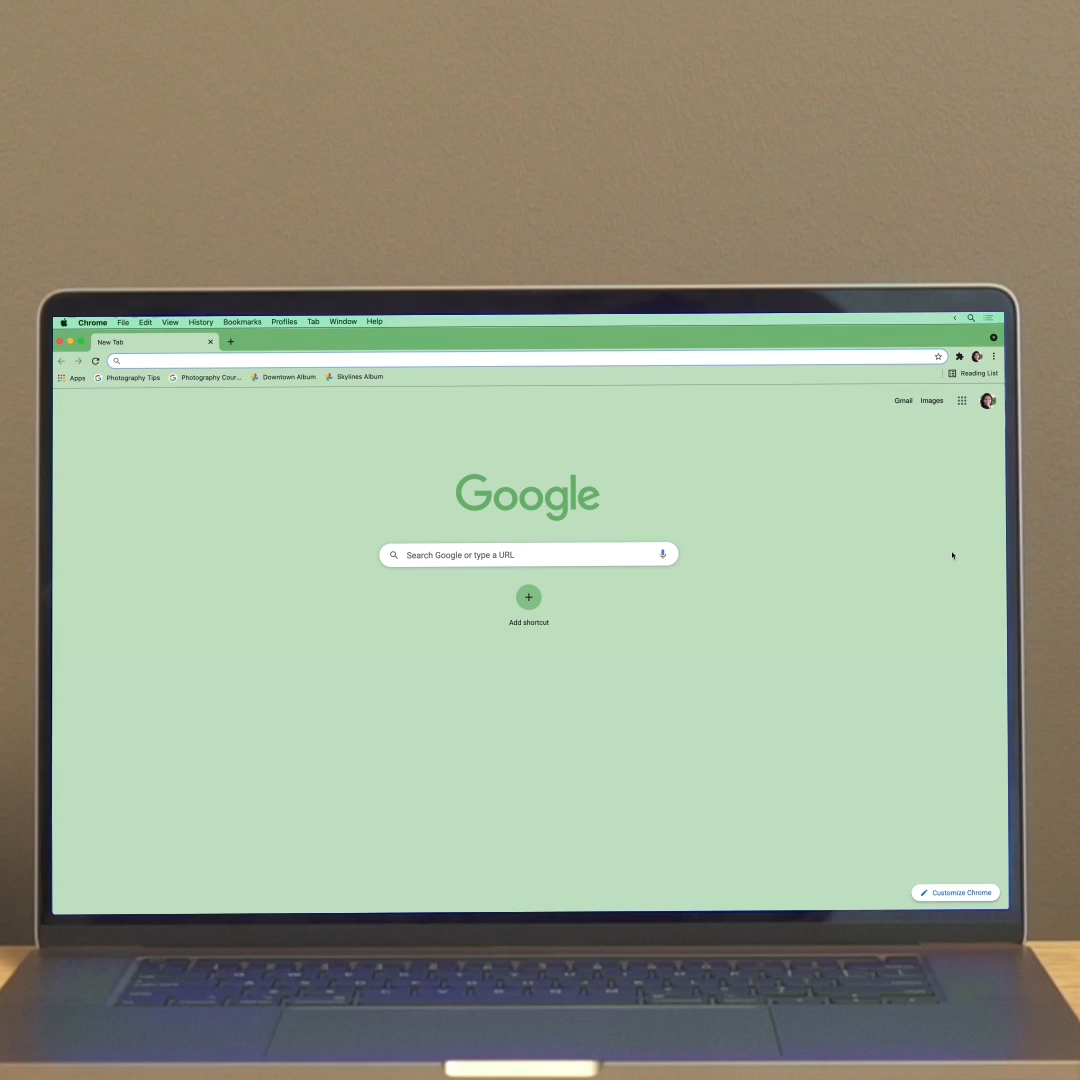 Chrome File Edit View History Bookmarks Profiles Tab Window Help
New Tab
Apps Photography Tips Photography Cour... Downtown Album Skylines Album Reading List
Gmail Images
Google
Search Google or type a URL
Add shortcut
Customize Chrome